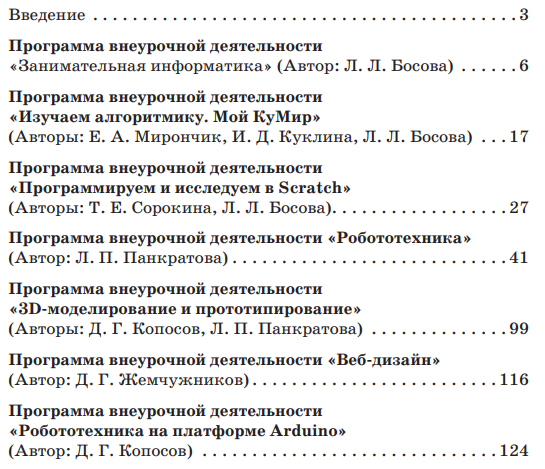 Введение . . . . . . . . . . . . . . . . . . . . . . . . . . . . . . . . . . . . . . . . 3
Программа внеурочной деятельности
«Занимательная информатика» (Автор: Л. Л. Босова) . . . . . . 6
Программа внеурочной деятельности
«Изучаем алгоритмику. Мой КуМир»
(Авторы: Е. А. Мирончик, И. Д. Куклина, Л. Л. Босова) . . . 17
Программа внеурочной деятельности
«Программируем и исследуем в Scratch»
(Авторы: Т. Е. Сорокина, Л. Л. Босова). . . . . . . . . . . . . . . . . 27
Программа внеурочной деятельности «Робототехника»
(Автор: Л. П. Панкратова) . . . . . . . . . . . . . . . . . . . . . . . . . . . 41
Программа внеурочной деятельности
«3D-моделирование и прототипирование»
(Авторы: Д. Г. Копосов, Л. П. Панкратова) . . . . . . . . . . . . . 99
Программа внеурочной деятельности «Веб-дизайн»
(Автор: Д. Г. Жемчужников). . . . . . . . . . . . . . . . . . . . . . . . . 116
Программа внеурочной деятельности
«Робототехника на платформе Arduino»
(Автор: Д. Г. Копосов) . . . . . . . . . . . . . . . . . . . . . . . . . . . . . 124